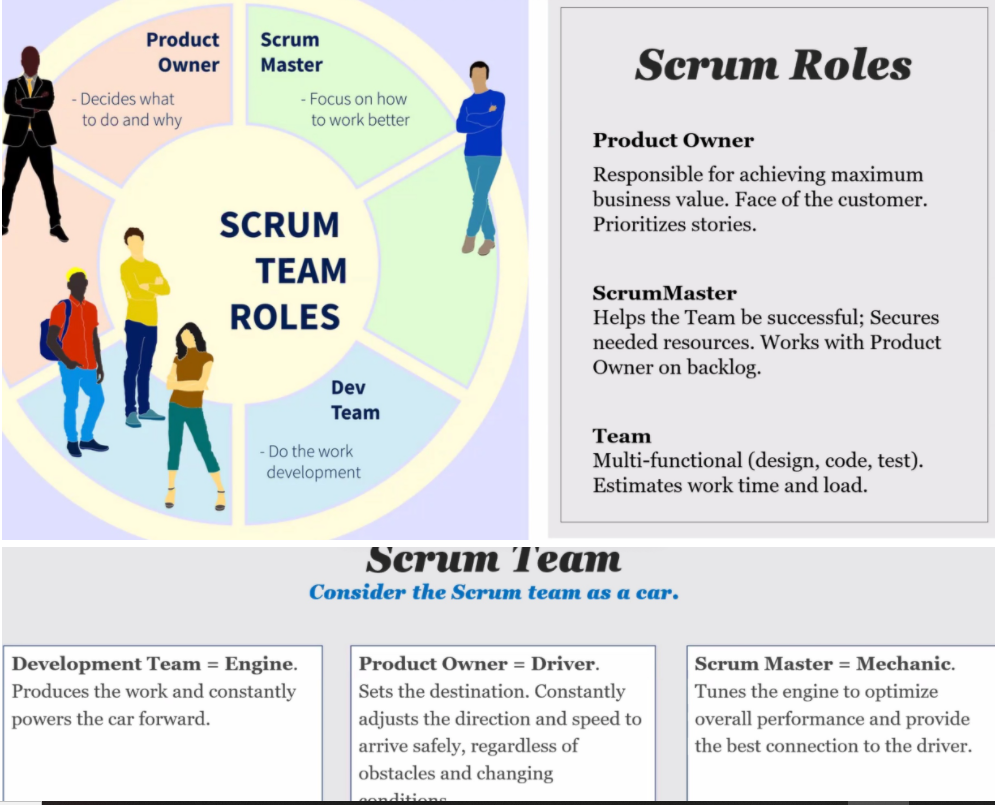 Product
Owner
- Decides what
to do and why
Scrum
Master
- Focus on how
to work better
SCRUM
TEAM
ROLES
Dev
Team
- Do the work
development
Scrum Roles
Product Owner
Responsible for achieving maximum
business value. Face of the customer.
Prioritizes stories.
ScrumMaster
Helps the Team be successful; Secures
needed resources. Works with Product
Owner on backlog.
Team
Multi-functional (design, code, test).
Estimates work time and load.
Scrum Team
Consider the Scrum team as a car.
Development Team = Engine.
Produces the work and constantly
powers the car forward.
Product Owner = Driver.
Sets the destination. Constantly
adjusts the direction and speed to
arrive safely, regardless of
obstacles and changing
conditions
Scrum Master = Mechanic.
Tunes the engine to optimize
overall performance and provide
the best connection to the driver.